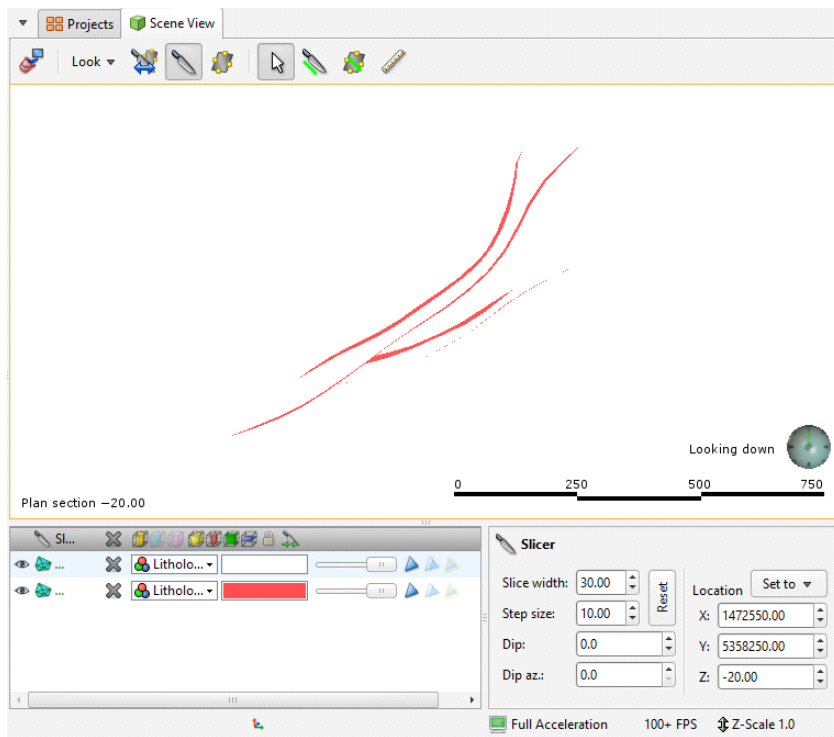 Projects Scene View
Look
Looking down
0 250 500 750
Plan section −20.00
Sl...
... Litholo...
... Litholo...
Slicer
Slice width: 30.00
Step size: 10.00
Reset
Dip: 0.0
Dip az.: 0.0
Location Set to
X: 1472550.00
Y: 5358250.00
Z: -20.00
Full Acceleration 100+ FPS Z-Scale 1.0